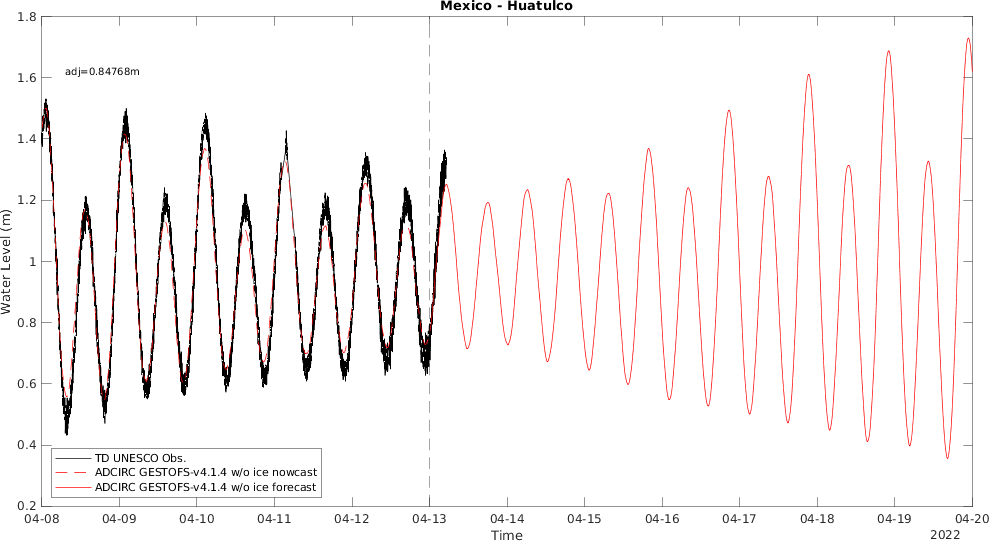 Mexico - Huatulco
1.8
1.6
1.4
1.2
1
0.8
0.6
0.4
0.2
Water Level (m)
adj=0.84768m
TD UNESCO Obs.
ADCIRC GESTOFS-v4.1.4 w/o ice nowcast
ADCIRC GESTOFS-v4.1.4 w/o ice forecast
04-08 04-09 04-10 04-11 04-12 04-13 04-14 04-15 04-16 04-17 04-18 04-19 04-20
Time
2022